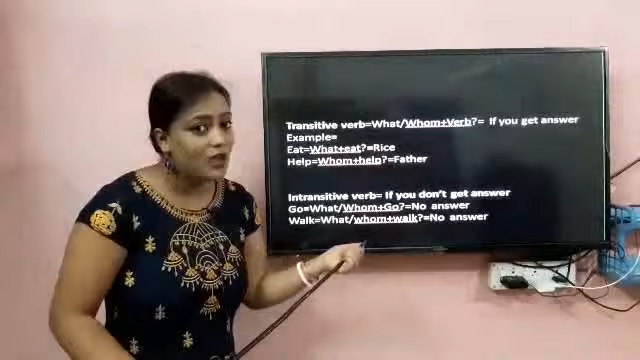 Transitive verb=What/Whom+Verb?= If you get answer
Example=
Eat=What+eat?=Rice
Help=Whom+help?=Father
Intransitive verb= If you don't get answer
Go=What/Whom+Go?=No answer
Walk=What/whom+walk?=No answer